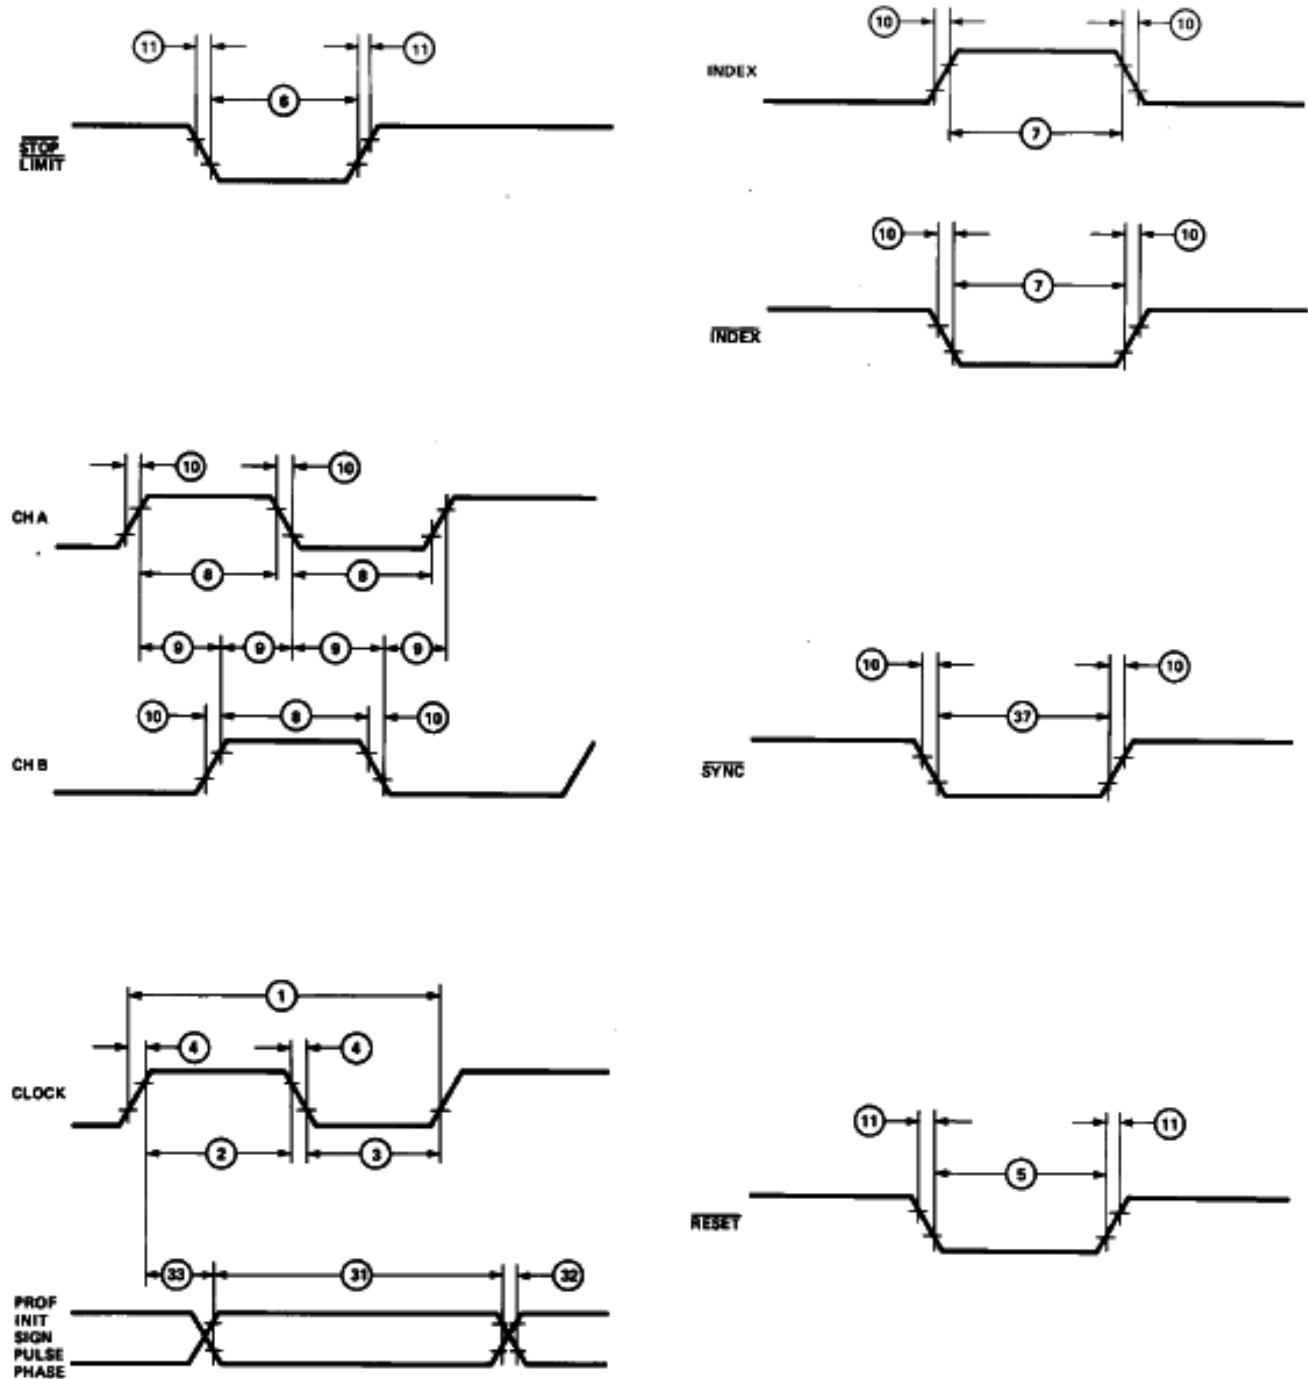 11 11
6
STOP
LIMIT
10 10
INDEX
7
10 10
7
INDEX
10 10
CH A
8 8
9 9 9 9
10 8 10
CH B
10 10
37
SYNC
1
4 4
CLOCK
2 3
33 31 32
PROF
INIT
SIGN
PULSE
PHASE
11 11
5
RESET